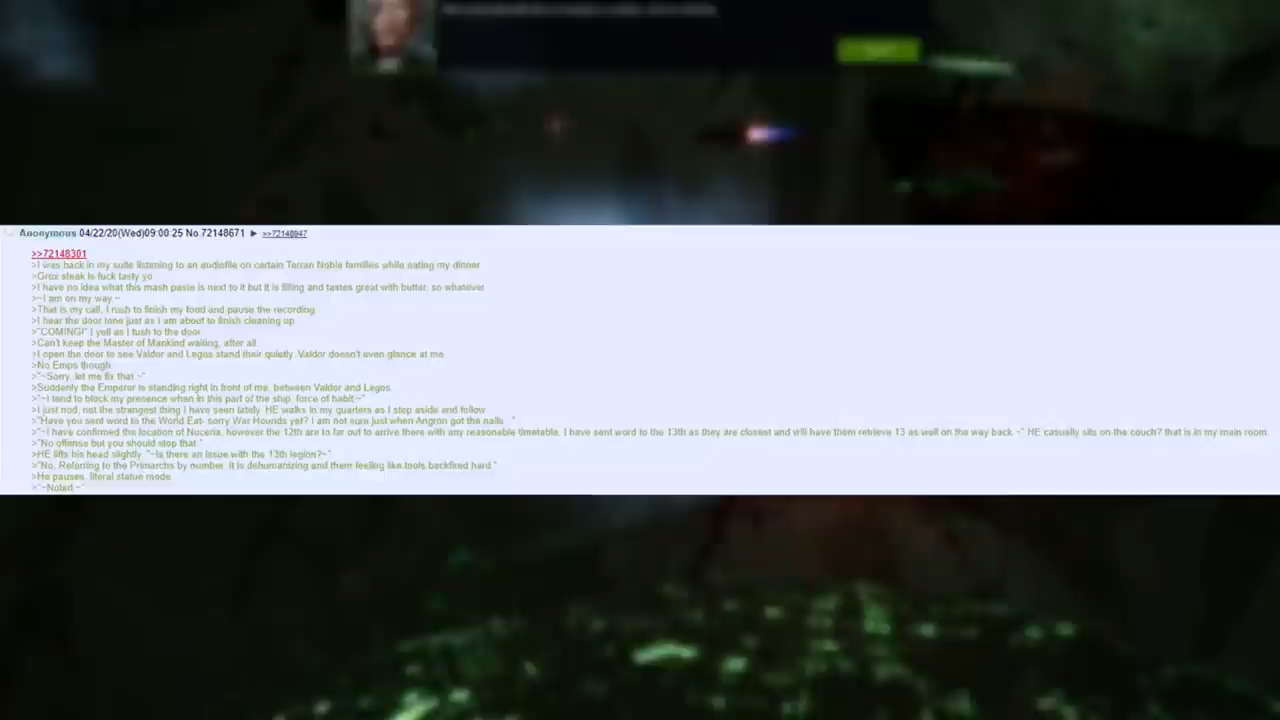 Anonymous 04/22/20(Wed)09:00:25 No.72148671 ▶ >>72148847
>>72148301
>I was back in my suite listening to an audiofile on certain Terran Noble families while eating my dinner
>Grox steak is fuck tasty yo
>I have no idea what this mash paste is next to it but it is filling and tastes great with butter, so whatever
>~I am on my way ~
>That is my call, I rush to finish my food and pause the recording
>I hear the door tone just as i am about to finish cleaning up
>"COMING!" I yell as I tush to the door
>Can't keep the Master of Mankind waiting, after all
>I open the door to see Valdor and Legos stand their quietly. Valdor doesn't even glance at me
>No Emps though
>"~Sorry, let me fix that ~"
>Suddenly the Emperor is standing right in front of me, between Valdor and Legos.
>"~I tend to block my presence when in this part of the ship, force of habit ~"
>I just nod, not the strangest thing I have seen lately. HE walks in my quarters as I step aside and follow
>"Have you sent word to the World Eat- sorry War Hounds yet? I am not sure just when Angron got the nails..."
>"~I have confirmed the location of Nuceria, however the 12th are to far out to arrive there with any reasonable timetable. I have sent word to the 13th as they are closest and will have them retrieve 13 as well on the way back.~" HE casually sits on the couch? that is in my main room.
>"No offense but you should stop that."
>HE lifts his head slightly. "~Is there an issue with the 13th legion?~"
>"No, Referring to the Primarchs by number. It is dehumanizing and them feeling like tools backfired hard."
>He pauses, literal statue mode
>"~Noted.~"